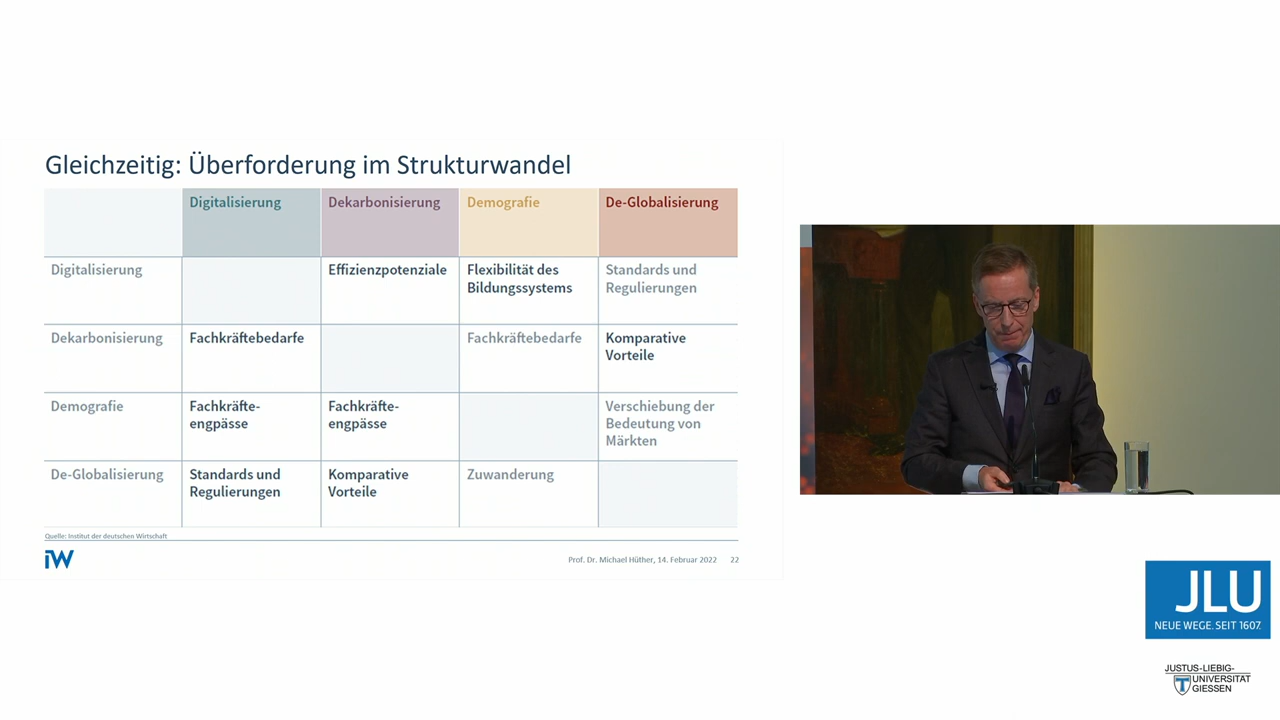 Gleichzeitig: Überforderung im Strukturwandel
Digitalisierung Dekarbonisierung Demografie De-Globalisierung
Digitalisierung Effizienzpotenziale Flexibilität des Standards und
Bildungssystems Regulierungen
Dekarbonisierung Fachkräftebedarfe Fachkräftebedarfe Komparative
Vorteile
Demografie Fachkräfte- Fachkräfte- Verschiebung der
engpässe engpässe Bedeutung von
Märkten
De-Globalisierung Standards und Komparative Zuwanderung
Regulierungen Vorteile
Quelle: Institut der deutschen Wirtschaft
iW
Prof. Dr. Michael Hüther, 14. Februar 2022 22
JLU
NEUE WEGE. SEIT 1607.
JUSTUS-LIEBIG-
UNIVERSITÄT
GIESSEN